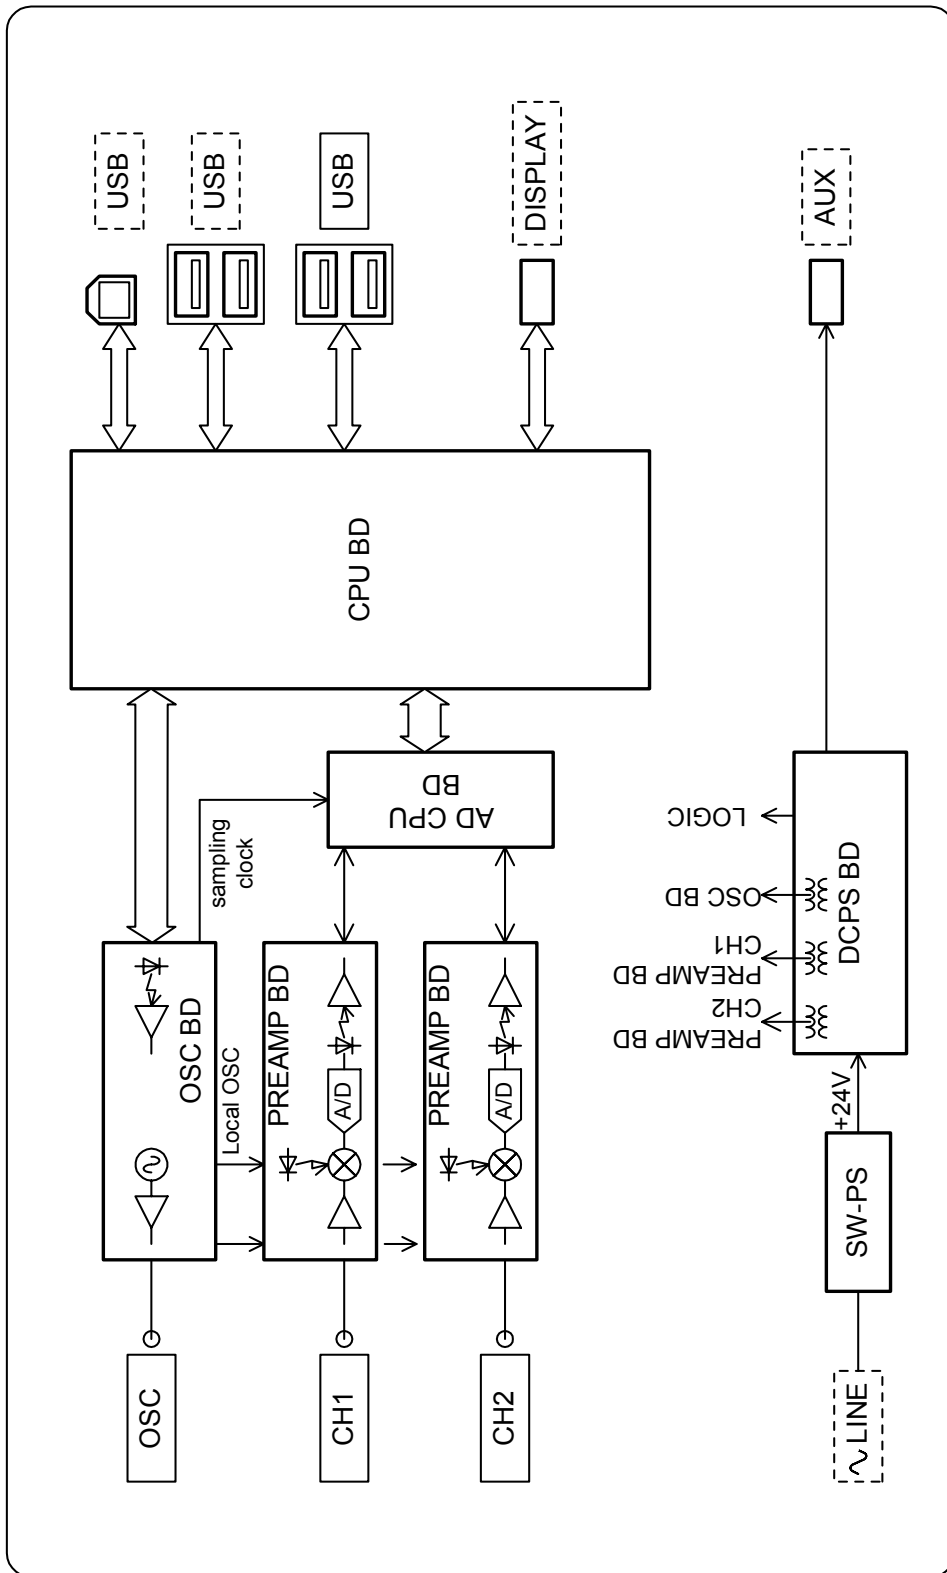 OSC
CH1
CH2
OSC BD
Local OSC
PREAMP BD
A/D
PREAMP BD
A/D
sampling
clock
AD CPU
BD
CPU BD
USB
USB
USB
DISPLAY
LINE
SW-PS
+24V
DCPS BD
CH2
PREAMP BD
CH1
PREAMP BD
OSC BD
LOGIC
AUX